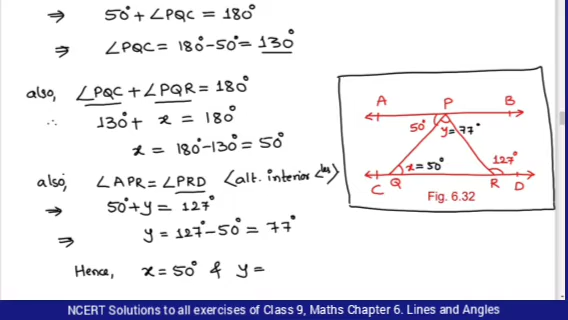 ⇒ 50° + ∠PQC = 180°
⇒ ∠PQC = 180° - 50° = 130°
also, ∠PQC + ∠PQR = 180°
∴ 130° + x = 180°
x = 180° - 130° = 50°
also, ∠APR = ∠PRD <alt. interior ∠es>
⇒ 50° + y = 127°
⇒ y = 127° - 50° = 77°
Hence, x = 50° & y =
A P B
50° y = 77°
x = 50° 127°
C Q R D
Fig. 6.32
NCERT Solutions to all exercises of Class 9, Maths Chapter 6. Lines and Angles